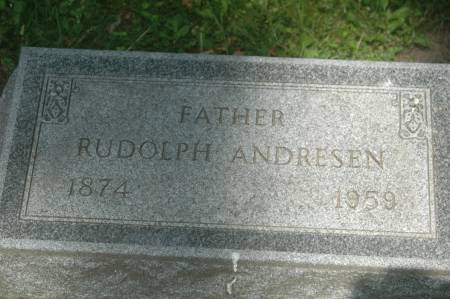 FATHER
RUDOLPH ANDRESEN
1874 1959